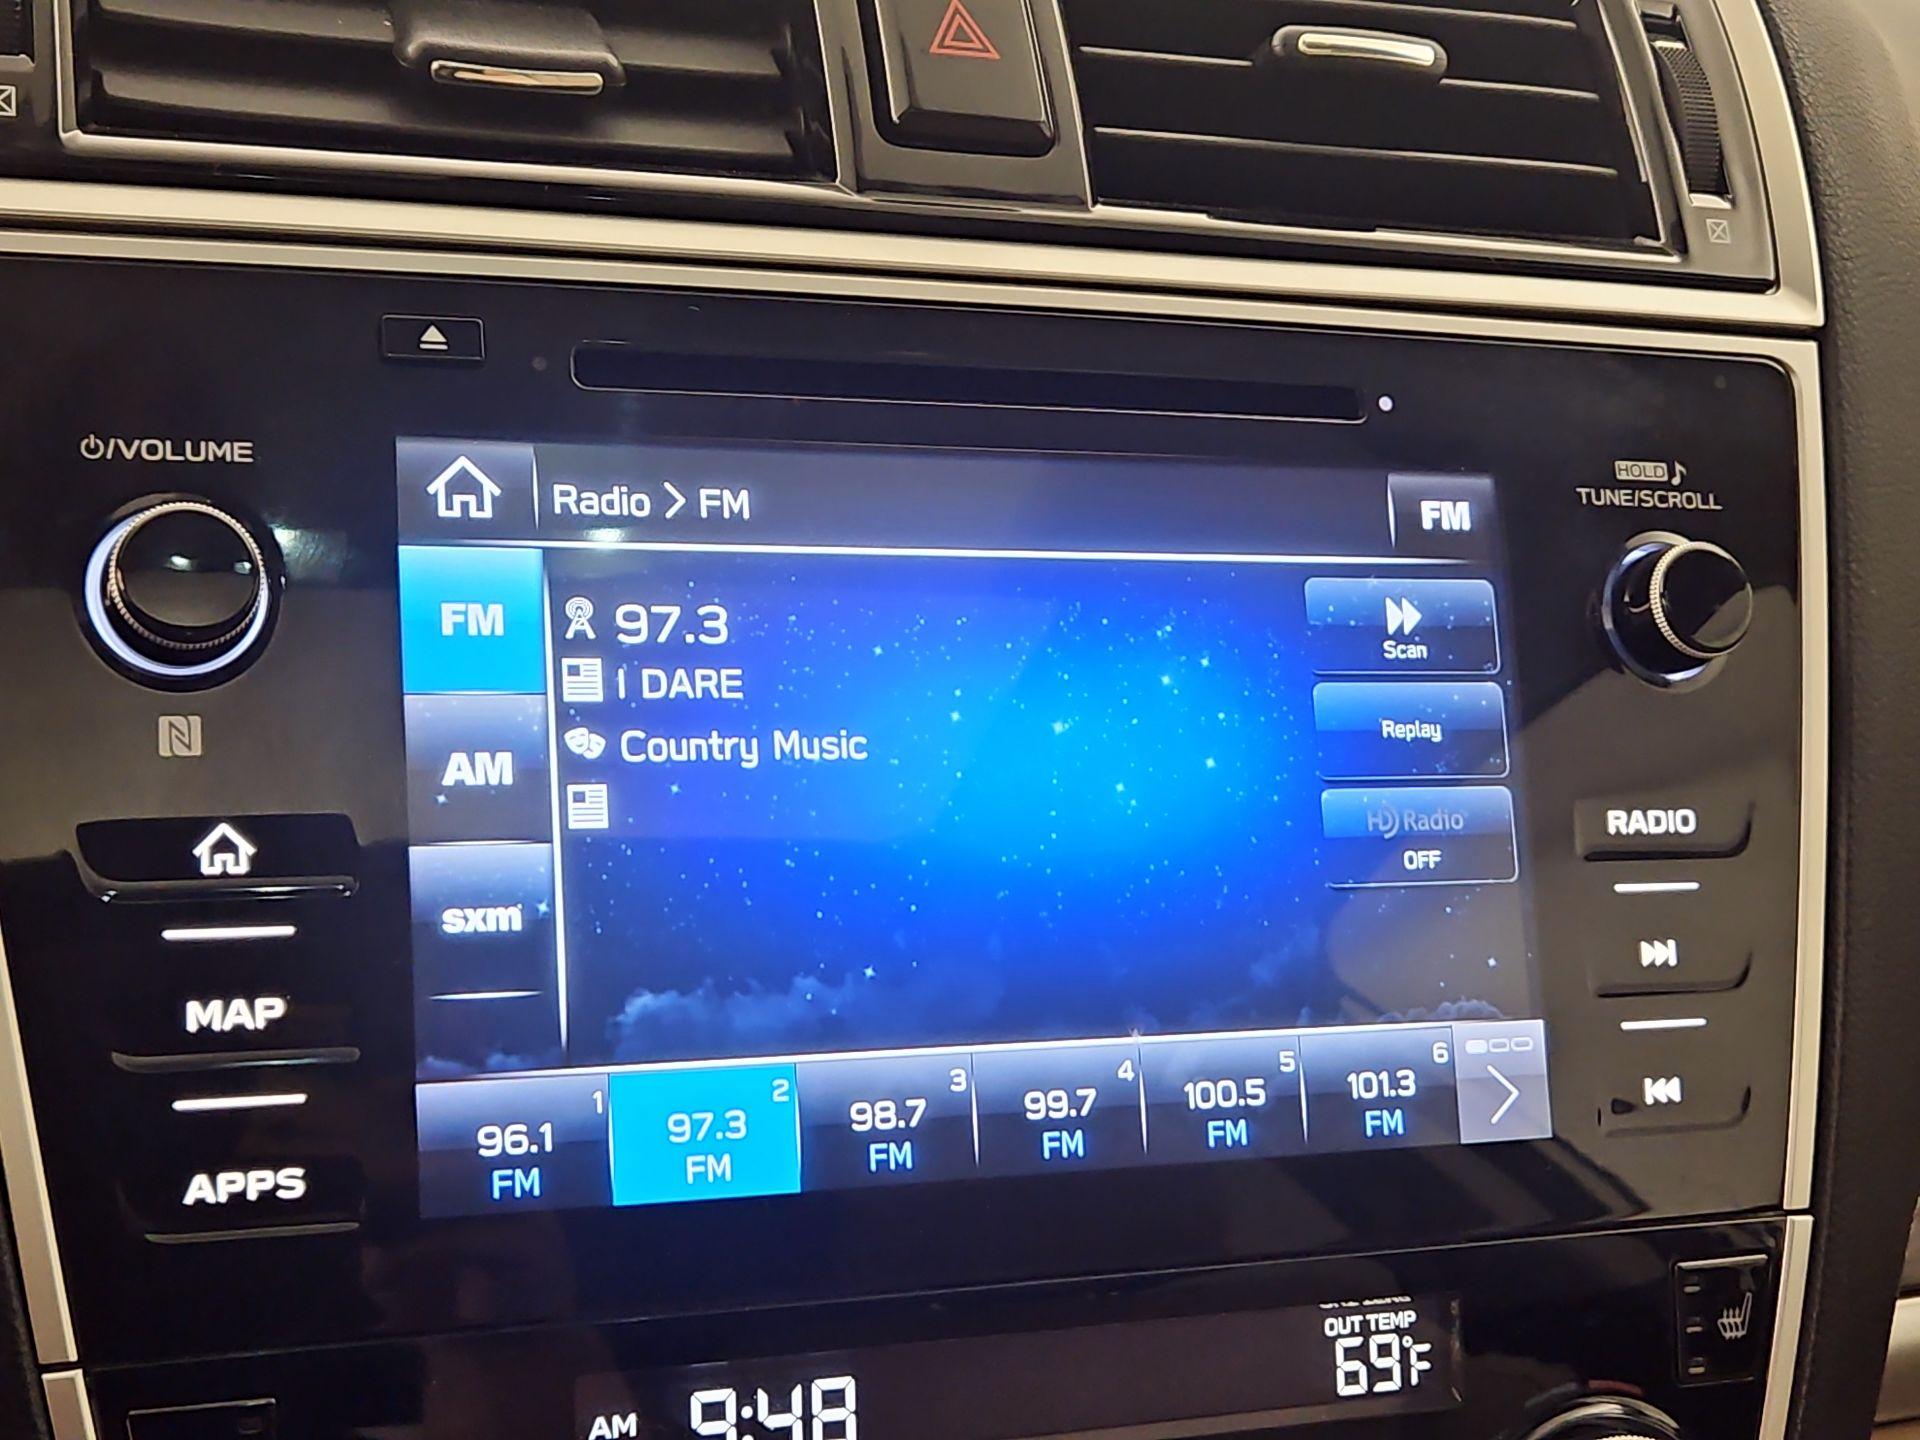 ⏻/VOLUME
HOLD♪
TUNE/SCROLL
Radio > FM
FM
FM
97.3
Scan
I DARE
AM
Country Music
Replay
HD Radio
OFF
sxm
RADIO
MAP
APPS
1
96.1
FM
2
97.3
FM
3
98.7
FM
4
99.7
FM
5
100.5
FM
6
101.3
FM
OUT TEMP
69°F
AM 9:48